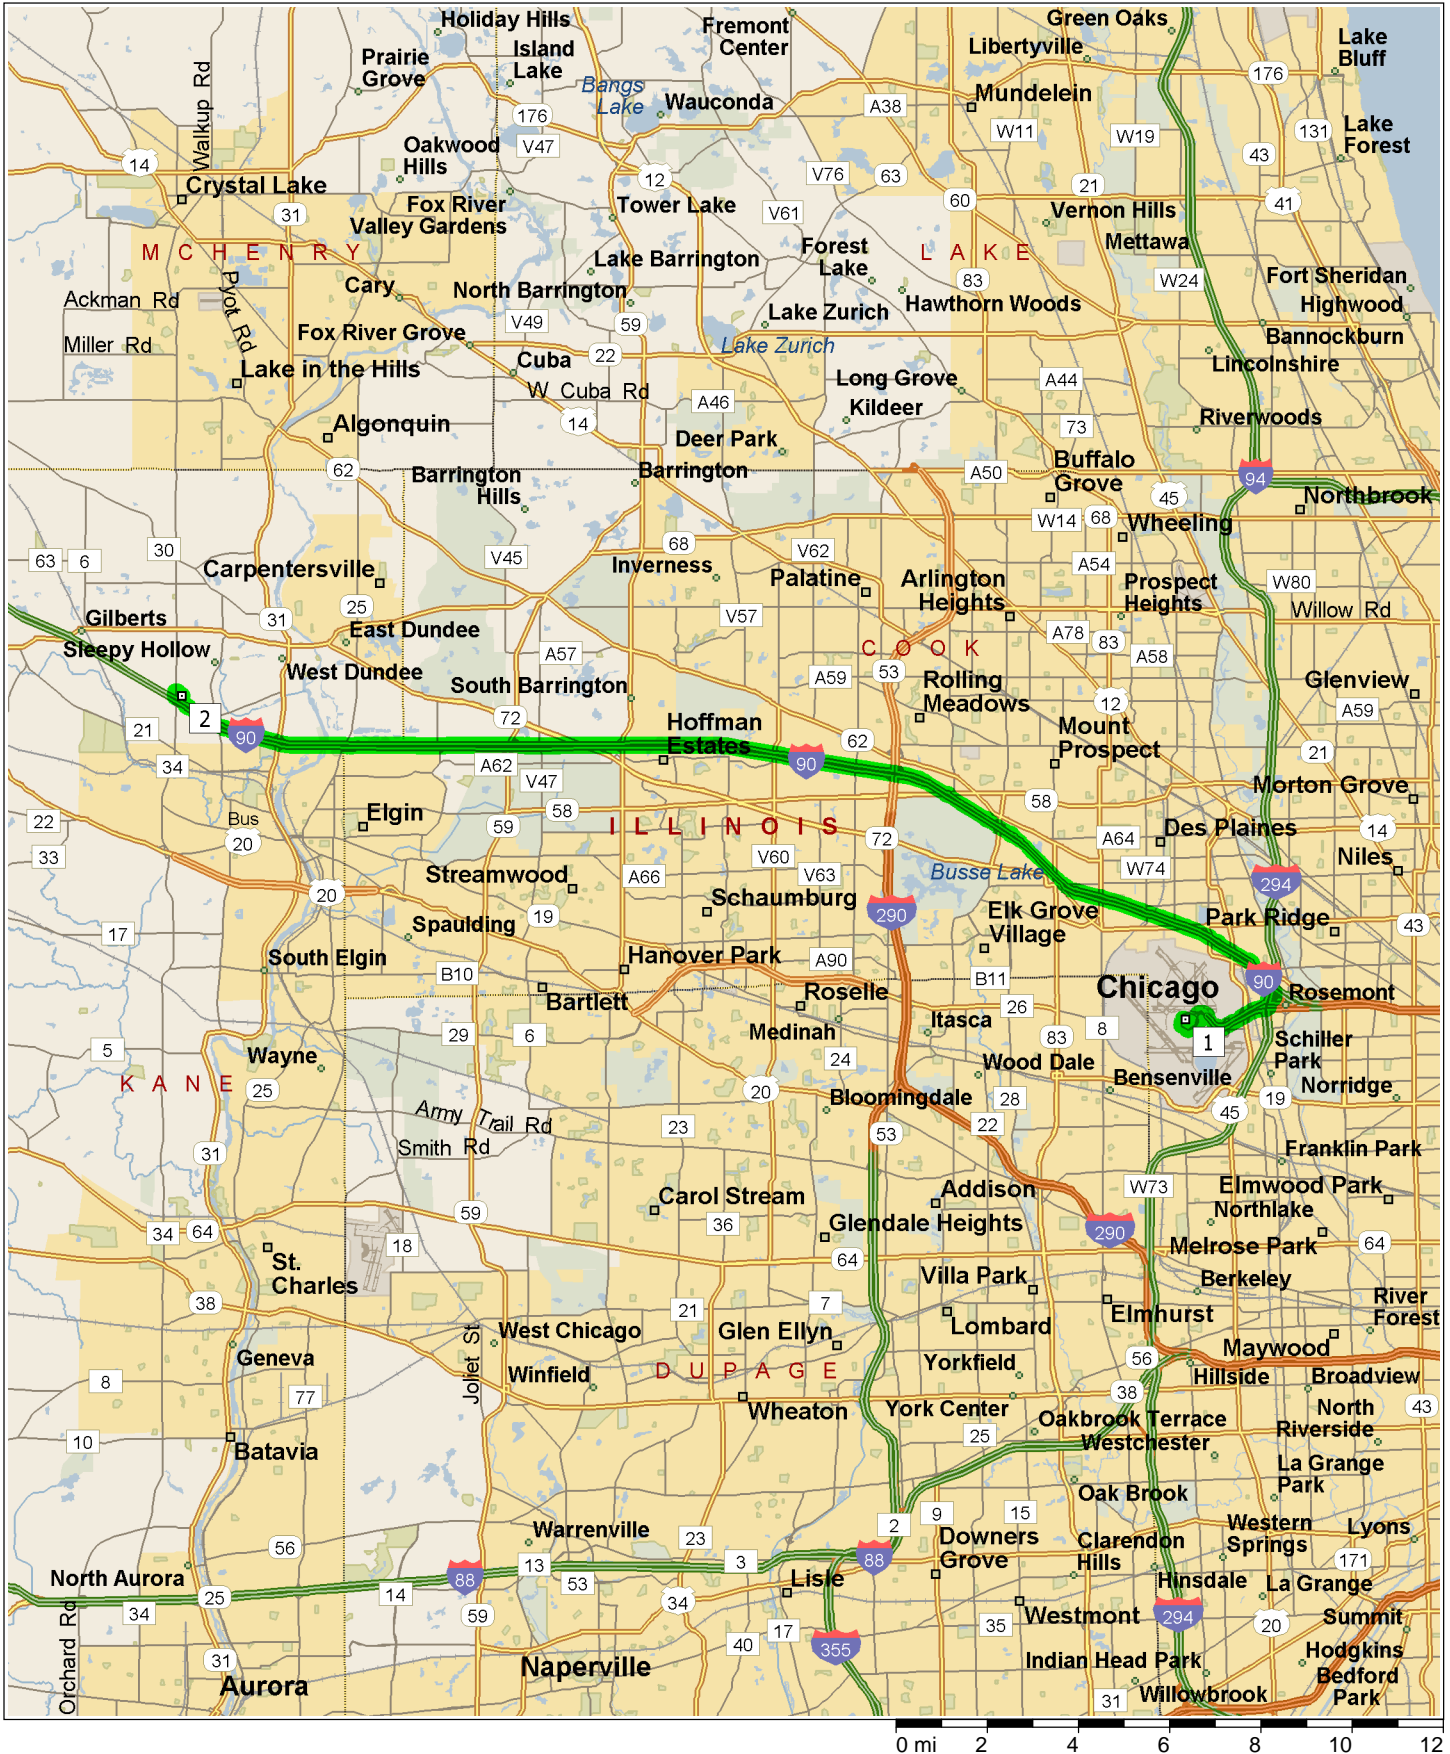 Holiday Hills
Fremont
Center
Green Oaks
Libertyville
Lake
Bluff
Prairie
Grove
Island
Lake
Bangs
Lake
Wauconda
176
A38
Mundelein
Walkup Rd
176
V47
W11
W19
131
Lake
Forest
14
Oakwood
Hills
12
V76
63
43
Crystal Lake
21
60
41
31
Fox River
Valley Gardens
Tower Lake
V61
Vernon Hills
Mettawa
MCHENRY
Lake Barrington
Forest
Lake
LAKE
83
W24
Fort Sheridan
Highwood
Pyot Rd
Cary
North Barrington
Hawthorn Woods
Ackman Rd
Lake Zurich
V49
59
Fox River Grove
Bannockburn
Miller Rd
22
Lake Zurich
Cuba
Lincolnshire
Lake in the Hills
W Cuba Rd
Long Grove
A44
Kildeer
A46
Algonquin
14
73
Riverwoods
Deer Park
62
Barrington
Hills
Barrington
A50
Buffalo
Grove
94
45
Northbrook
W14
68
Wheeling
63
6
30
V45
68
Inverness
V62
A54
Carpentersville
Palatine
Arlington
Heights
Prospect
Heights
W80
25
Willow Rd
Gilberts
31
V57
East Dundee
A78
83
Sleepy Hollow
A57
COOK
A58
West Dundee
South Barrington
A59
53
Rolling
Meadows
Glenview
2
72
12
A59
21
90
Hoffman
Estates
62
Mount
Prospect
21
34
A62
V47
90
Morton Grove
58
58
22
Bus
20
Elgin
59
ILLINOIS
72
A64
Des Plaines
14
33
V60
Busse Lake
W74
Niles
Streamwood
A66
V63
294
20
Schaumburg
290
19
Elk Grove
Village
Park Ridge
43
17
Spaulding
South Elgin
Hanover Park
A90
B10
B11
90
Bartlett
Roselle
Chicago
Rosemont
26
29
6
Medinah
Itasca
83
8
1
Schiller
Park
5
Wayne
24
Wood Dale
Bensenville
Norridge
KANE
25
20
Bloomingdale
28
19
Army Trail Rd
23
22
45
Smith Rd
53
31
Franklin Park
Carol Stream
Addison
W73
Elmwood Park
59
36
Glendale Heights
Northlake
34
64
18
290
64
St.
Charles
64
Melrose Park
38
Villa Park
Berkeley
21
7
River
Forest
Elmhurst
West Chicago
Glen Ellyn
Lombard
Joliet St
Maywood
Geneva
DUPAGE
Yorkfield
56
Winfield
Hillside
Broadview
8
77
38
Wheaton
York Center
North
Riverside
43
10
Oakbrook Terrace
25
Westchester
Batavia
La Grange
Park
Oak Brook
Warrenville
2
9
15
Western
Springs
Lyons
56
23
Downers
Grove
Clarendon
Hills
North Aurora
88
13
3
88
171
53
Lisle
Hinsdale
La Grange
25
14
34
59
34
Westmont
294
20
Summit
Orchard Rd
40
17
35
355
Hodgkins
31
Naperville
Indian Head Park
Bedford
Park
Aurora
31
Willowbrook
0 mi 2 4 6 8 10 12